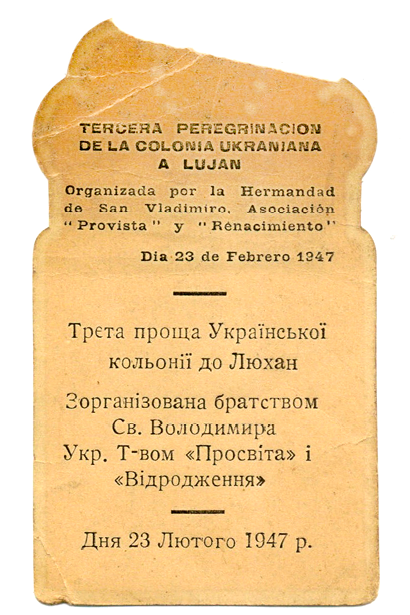 TERCERA PEREGRINACION
DE LA COLONIA UKRANIANA
A LUJAN
Organizada por la Hermandad
de San Vladimiro, Asociación
"Provista" y "Renacimiento"
Dia 23 de Febrero 1947
Трета проща Української
кольонії до Люхан
Зорганізована братством
Св. Володимира
Укр. Т-вом «Просвіта» і
«Відродження»
Дня 23 Лютого 1947 р.